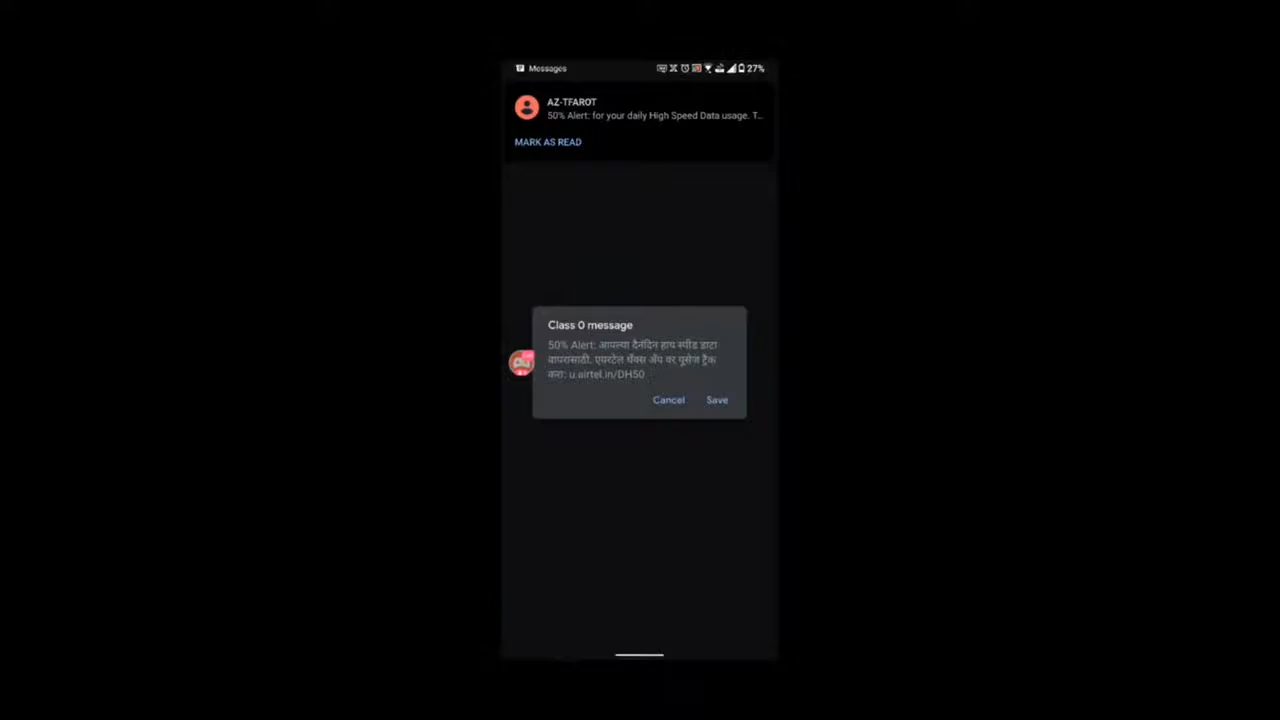 Messages
27%
AZ-TFAROT
50% Alert: for your daily High Speed Data usage. T...
MARK AS READ
Class 0 message
50% Alert: आपल्या दैनंदिन हाय स्पीड डाटा
वापरासाठी. एयरटेल थँक्स अ‍ॅप वर यूसेज ट्रैक
करा: u.airtel.in/DH50
Cancel
Save